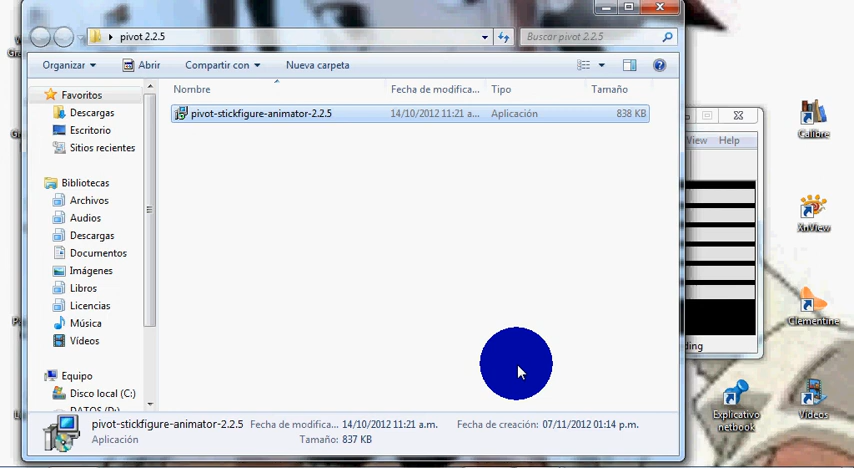 pivot 2.2.5
Buscar pivot 2.2.5
Organizar
Abrir
Compartir con
Nueva carpeta
Nombre
Fecha de modifica...
Tipo
Tamaño
pivot-stickfigure-animator-2.2.5
14/10/2012 11:21 a...
Aplicación
838 KB
Favoritos
Descargas
Escritorio
Sitios recientes
Bibliotecas
Archivos
Audios
Descargas
Documentos
Imágenes
Libros
Licencias
Música
Vídeos
Equipo
Disco local (C:)
DATOS (D:)
pivot-stickfigure-animator-2.2.5
Fecha de modifica... 14/10/2012 11:21 a.m.
Fecha de creación: 07/11/2012 01:14 p.m.
Aplicación
Tamaño: 837 KB
View
Help
Calibre
XnView
Clementine
Explicativo
netbook
Videos